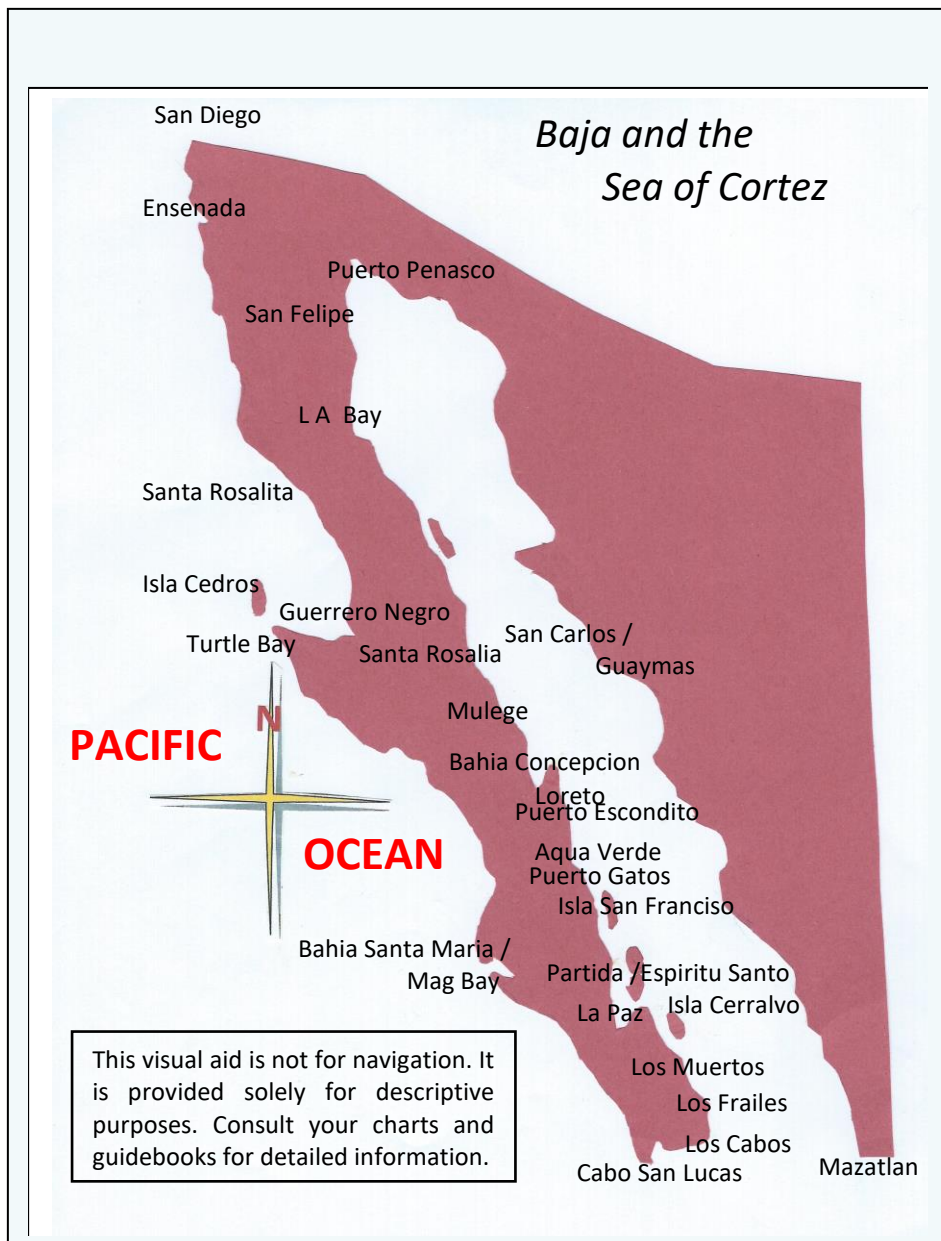 San Diego
Baja and the
Sea of Cortez
Ensenada
Puerto Penasco
San Felipe
L A  Bay
Santa Rosalita
Isla Cedros
Guerrero Negro
Turtle Bay
San Carlos /
Guaymas
Santa Rosalia
N
Mulege
PACIFIC
Bahia Concepcion
Loreto
Puerto Escondito
OCEAN
Aqua Verde
Puerto Gatos
Isla San Franciso
Bahia Santa Maria /
Mag Bay
Partida /Espiritu Santo
Isla Cerralvo
La Paz
This visual aid is not for navigation. It
is provided solely for descriptive
purposes. Consult your charts and
guidebooks for detailed information.
Los Muertos
Los Frailes
Los Cabos
Cabo San Lucas
Mazatlan